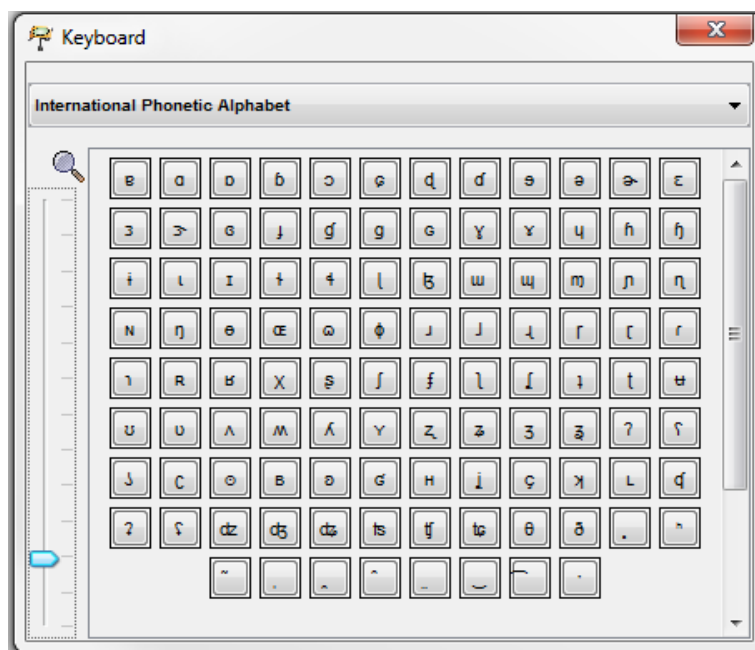 Keyboard
International Phonetic Alphabet
ɐ ɑ ɒ ɓ ɔ ɕ ɖ ɗ ɘ ə ɚ ɛ
ɜ ɝ ɞ ɟ ɠ ɡ ɢ ɣ ɤ ɥ ɦ ɧ
ɨ ɩ ɪ ɫ ɬ ɭ ɮ ɯ ɰ ɱ ɲ ɳ
ɴ ŋ ɵ ɶ ɷ ɸ ɹ ɺ ɻ ɼ ɽ ɾ
ɿ ʀ ʁ χ ʂ ʃ ʄ ʅ ʆ ʇ ʈ ʉ
ʊ ʋ ʌ ʍ ʎ ʏ ʐ ʑ ʒ ʓ ʔ ʕ
ʖ ʗ ʘ ʙ ʚ ʛ ʜ ʝ ç ʞ ʟ ʠ
ʡ ʢ ʣ ʤ ʥ ʦ ʧ ʨ θ ð